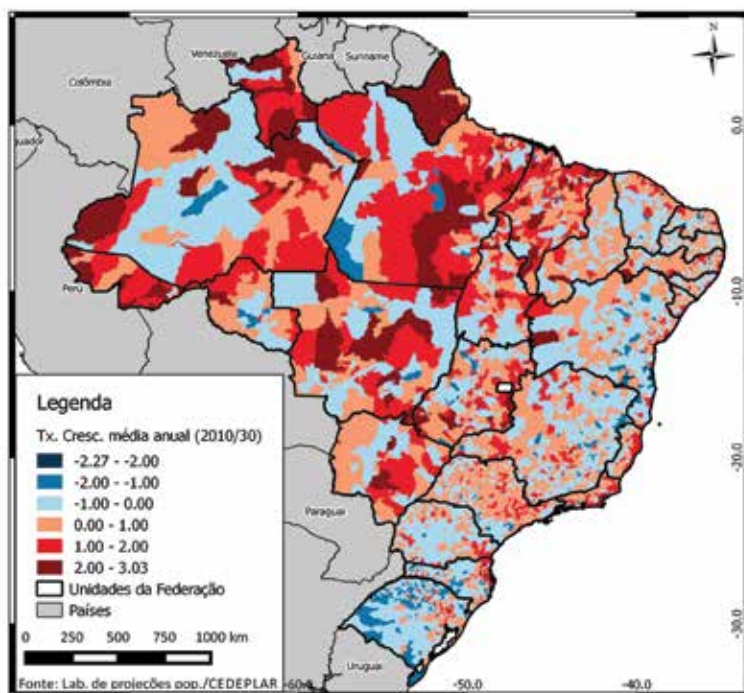 N
Venezuela
Guiana
Suriname
Colômbia
quador
Peru
Paraguai
Uruguai
0.0
-10.0
-20.0
-30.0
-60.0
-50.0
-40.0
Legenda
Tx. Cresc. média anual (2010/30)
-2.27 - -2.00
-2.00 - -1.00
-1.00 - 0.00
0.00 - 1.00
1.00 - 2.00
2.00 - 3.03
Unidades da Federação
Países
0 250 500 750 1000 km
Fonte: Lab. de projeções pop./CEDEPLAR